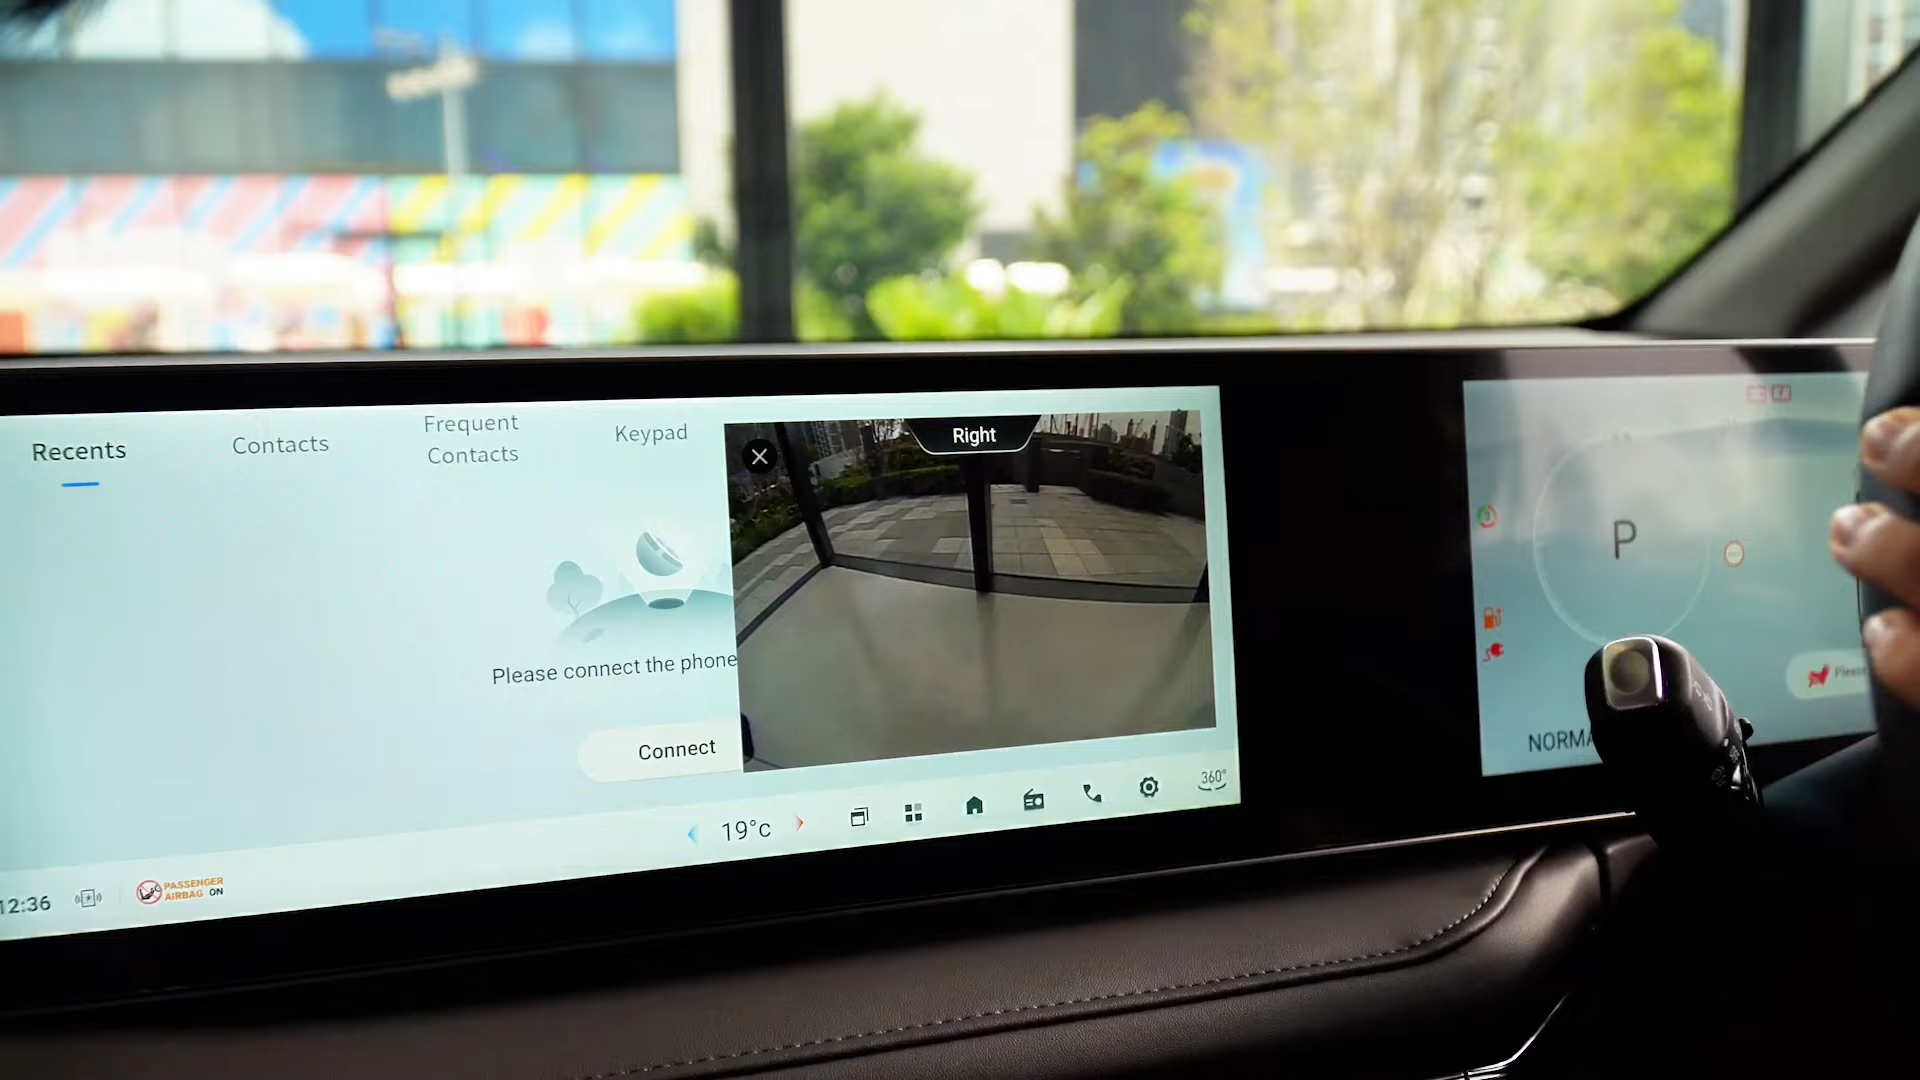 Recents
Contacts
Frequent
Contacts
Keypad
Right
Please connect the phone
Connect
19°c
360°
12:36
PASSENGER
AIRBAG ON
P
Please
NORMA